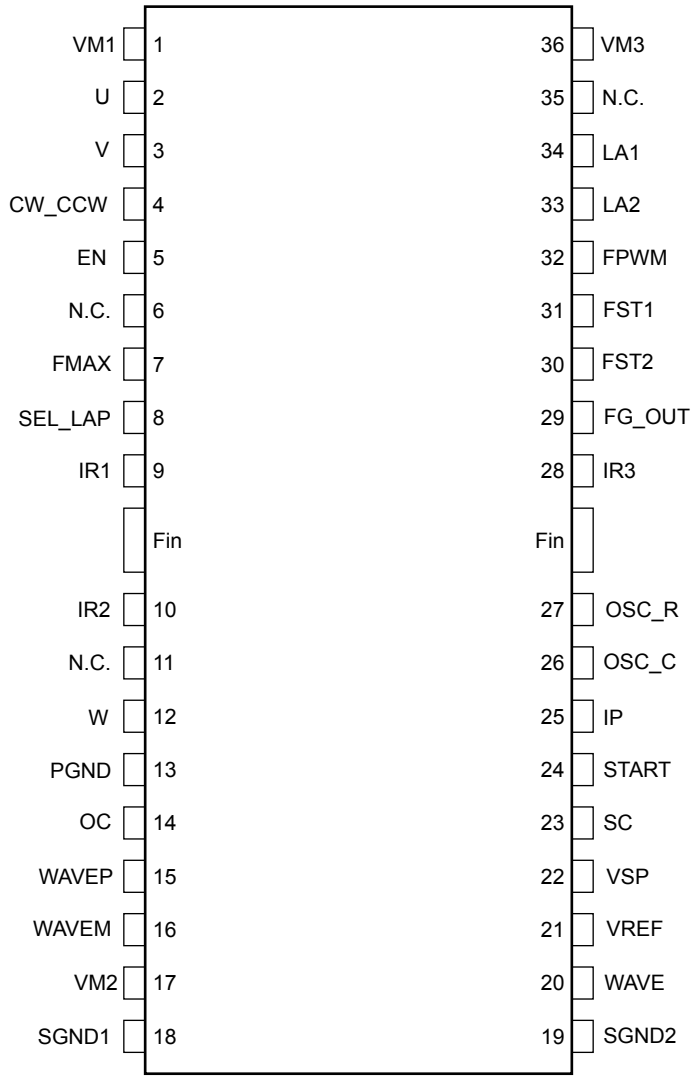 VM1 1 36 VM3
U 2 35 N.C.
V 3 34 LA1
CW_CCW 4 33 LA2
EN 5 32 FPWM
N.C. 6 31 FST1
FMAX 7 30 FST2
SEL_LAP 8 29 FG_OUT
IR1 9 28 IR3
Fin Fin
IR2 10 27 OSC_R
N.C. 11 26 OSC_C
W 12 25 IP
PGND 13 24 START
OC 14 23 SC
WAVEP 15 22 VSP
WAVEM 16 21 VREF
VM2 17 20 WAVE
SGND1 18 19 SGND2